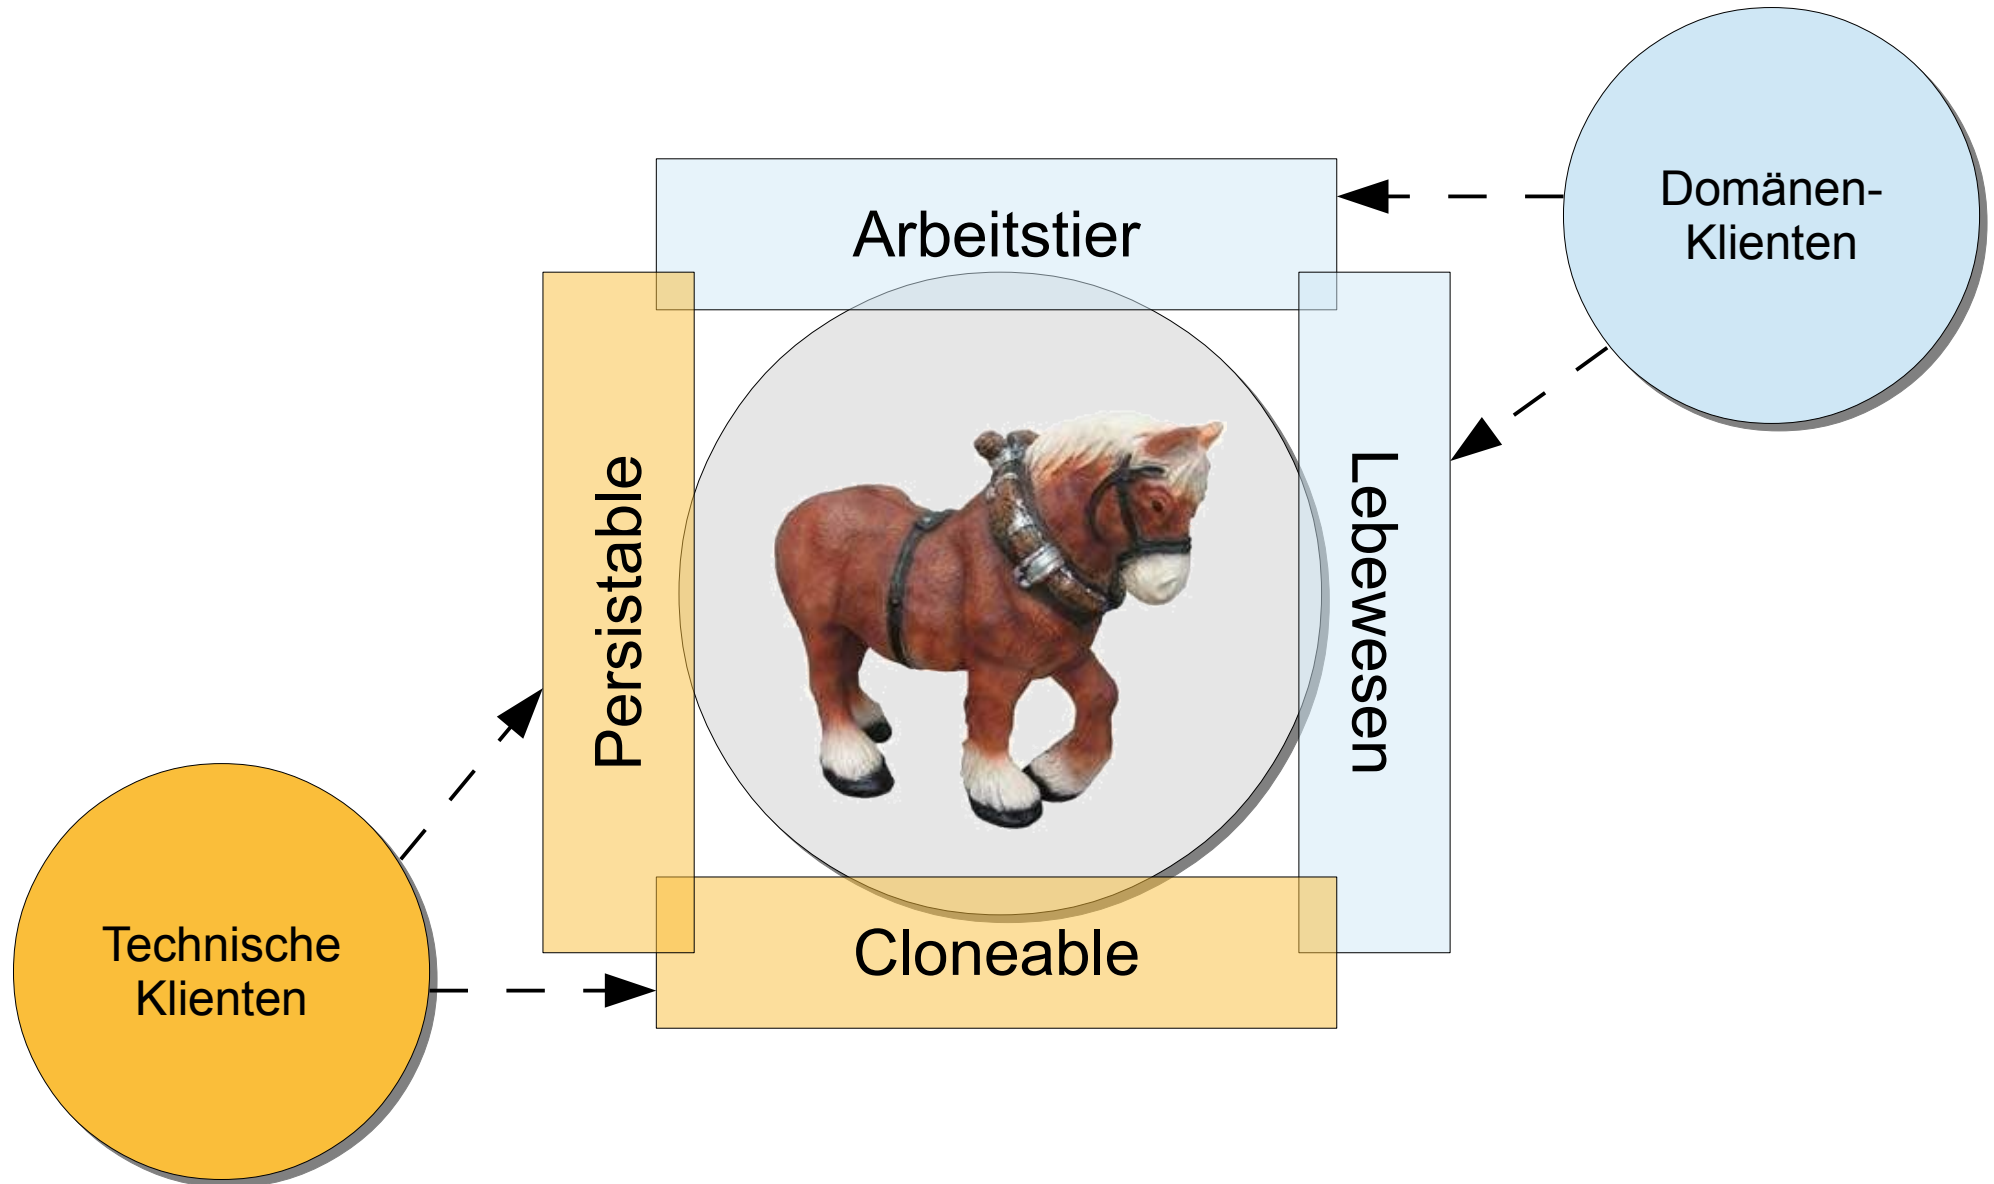 Domänen-
Klienten
Arbeitstier
Persistable
Lebewesen
Cloneable
Technische
Klienten